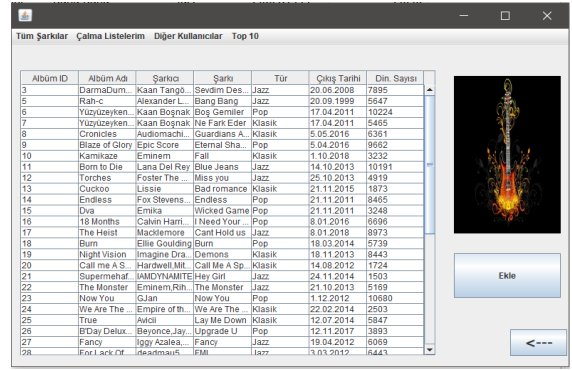 Tüm Şarkılar Çalma Listelerim Diğer Kullanıcılar Top 10
Albüm ID Albüm Adı Şarkıcı Şarkı Tür Çıkış Tarihi Din. Sayısı
3 DarmaDum... Kaan Tangö... Sevdim Des... Jazz 20.06.2008 7895
5 Rah-c Alexander L... Bang Bang Jazz 20.09.1999 5647
6 Yüzyüzeyken... Kaan Boşnak Boş Gemiler Pop 17.04.2011 10224
7 Yüzyüzeyken... Kaan Boşnak Ne Fark Eder Klasik 17.04.2011 5465
8 Cronicles Audiomachi... Guardians A... Klasik 5.05.2016 6361
9 Blaze of Glory Epic Score Eternal Sha... Pop 5.04.2016 9662
10 Kamikaze Eminem Fall Klasik 1.10.2018 3232
11 Born to Die Lana Del Rey Blue Jeans Jazz 14.10.2013 10191
12 Torches Foster The ... Miss you Jazz 25.10.2013 4919
13 Cuckoo Lissie Bad romance Klasik 21.11.2015 1873
14 Endless Fox Stevens... Endless Pop 21.11.2011 8465
15 Dva Emika Wicked Game Pop 21.11.2011 3248
16 18 Months Calvin Harri... I Need Your ... Pop 8.01.2016 6696
17 The Heist Macklemore Cant Hold us Jazz 5.01.2018 8973
18 Burn Ellie Goulding Burn Pop 18.03.2014 5739
19 Night Vision Imagine Dra... Demons Klasik 18.11.2013 8443
20 Call me A S... Hardwell,Mit... Call Me A Sp... Klasik 14.08.2012 1724
21 Supermehaf... IAMDYNAMITE Hey Girl Jazz 24.11.2014 1503
22 The Monster Eminem,Rih... The Monster Jazz 21.10.2013 5169
23 Now You GJan Now You Pop 1.12.2012 10680
24 We Are The ... Empire of th... We Are The ... Klasik 22.02.2014 2503
25 True Avicii Lay Me Down Klasik 12.07.2014 5847
26 B'Day Delux... Beyonce,Jay... Upgrade U Pop 12.11.2017 3893
27 Fancy Iggy Azalea,... Fancy Jazz 19.04.2012 6069
28 For Lack Of... deadmau5 FML Jazz 3.03.2012 6443
Ekle
<---